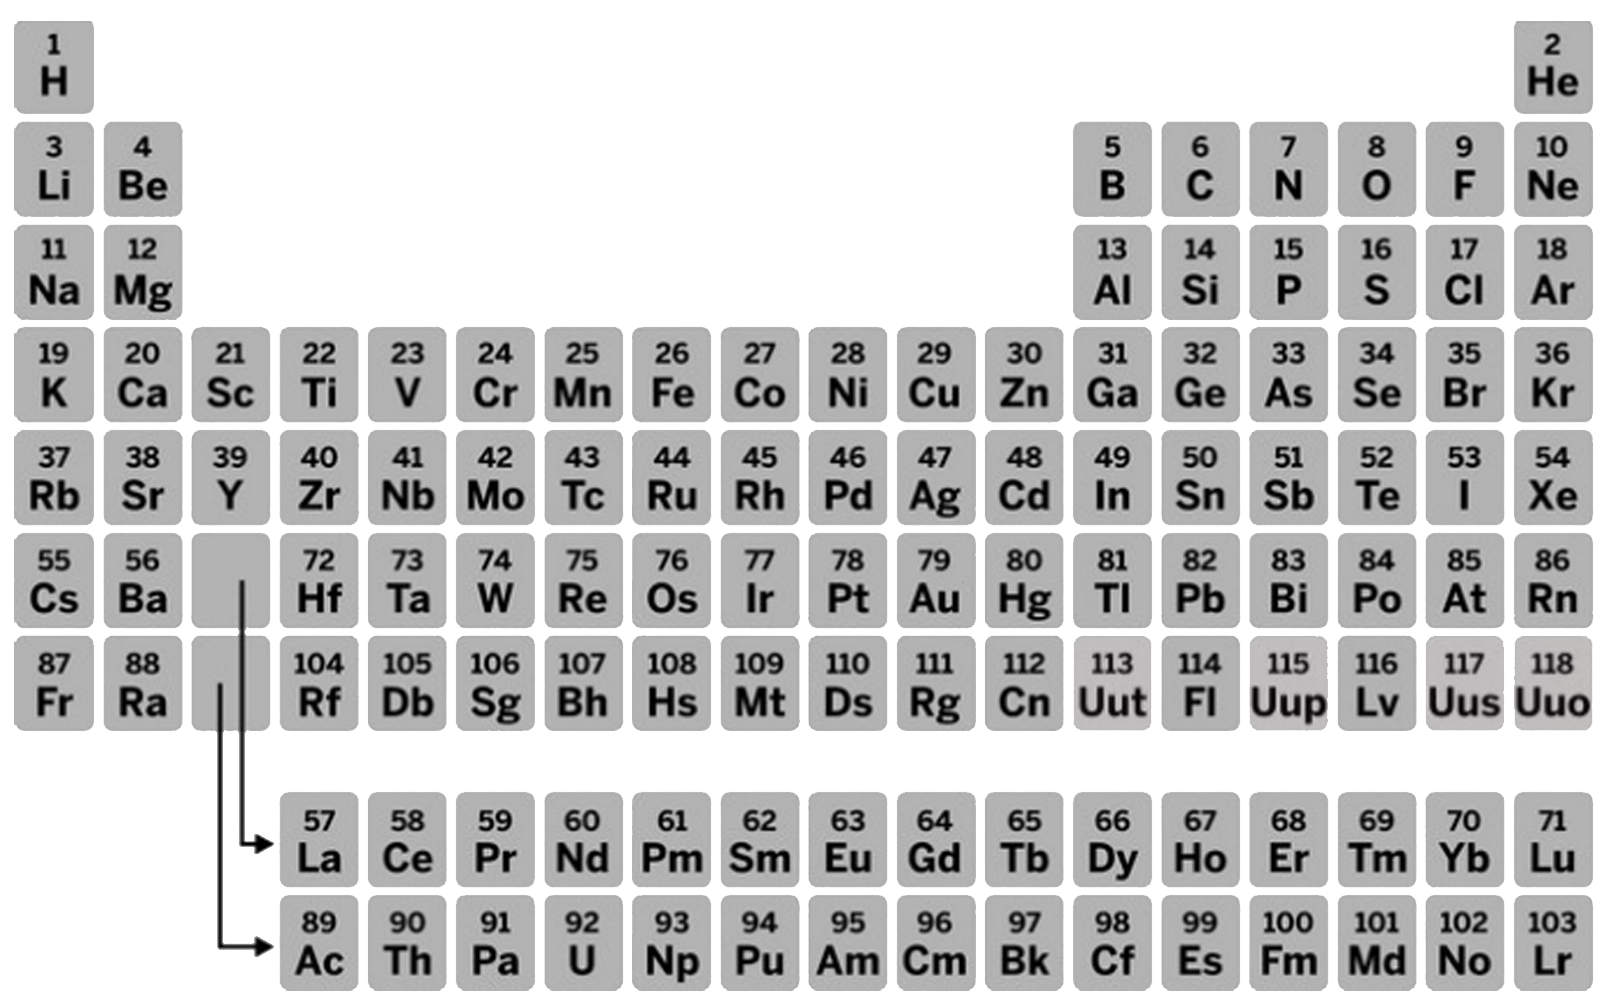 1 2
H He
3 4 5 6 7 8 9 10
Li Be B C N O F Ne
11 12 13 14 15 16 17 18
Na Mg Al Si P S Cl Ar
19 20 21 22 23 24 25 26 27 28 29 30 31 32 33 34 35 36
K Ca Sc Ti V Cr Mn Fe Co Ni Cu Zn Ga Ge As Se Br Kr
37 38 39 40 41 42 43 44 45 46 47 48 49 50 51 52 53 54
Rb Sr Y Zr Nb Mo Tc Ru Rh Pd Ag Cd In Sn Sb Te I Xe
55 56 72 73 74 75 76 77 78 79 80 81 82 83 84 85 86
Cs Ba Hf Ta W Re Os Ir Pt Au Hg Tl Pb Bi Po At Rn
87 88 104 105 106 107 108 109 110 111 112 113 114 115 116 117 118
Fr Ra Rf Db Sg Bh Hs Mt Ds Rg Cn Uut Fl Uup Lv Uus Uuo
57 58 59 60 61 62 63 64 65 66 67 68 69 70 71
La Ce Pr Nd Pm Sm Eu Gd Tb Dy Ho Er Tm Yb Lu
89 90 91 92 93 94 95 96 97 98 99 100 101 102 103
Ac Th Pa U Np Pu Am Cm Bk Cf Es Fm Md No Lr